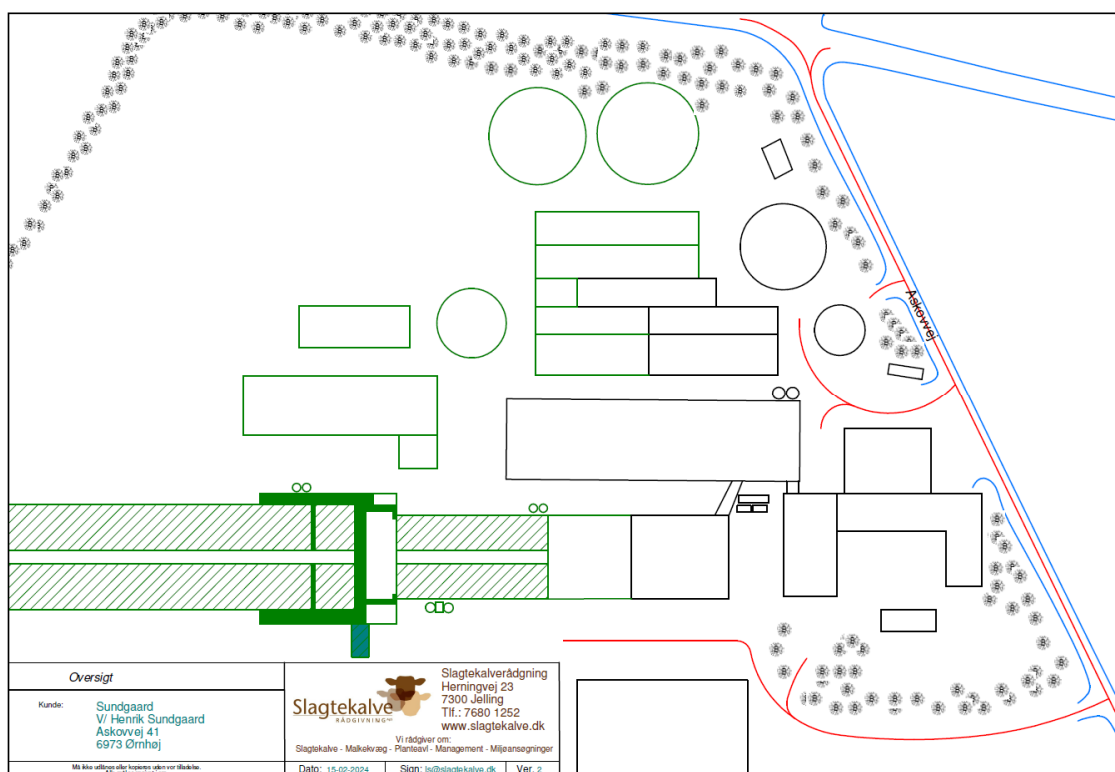 Askovvej
Oversigt
Kunde:
Sundgaard
V/ Henrik Sundgaard
Askovvej 41
6973 Ørnhøj
Må ikke udlånes eller kopieres uden vor tilladelse.
Slagtekalve
RÅDGIVNING
Slagtekalverådgning
Herningvej 23
7300 Jelling
Tlf.: 7680 1252
www.slagtekalve.dk
Vi rådgiver om:
Slagtekalve - Malkekvæg - Planteavl - Management - Miljøansøgninger
Dato: 15-02-2024
Sign: ls@slagtekalve.dk
Ver. 2